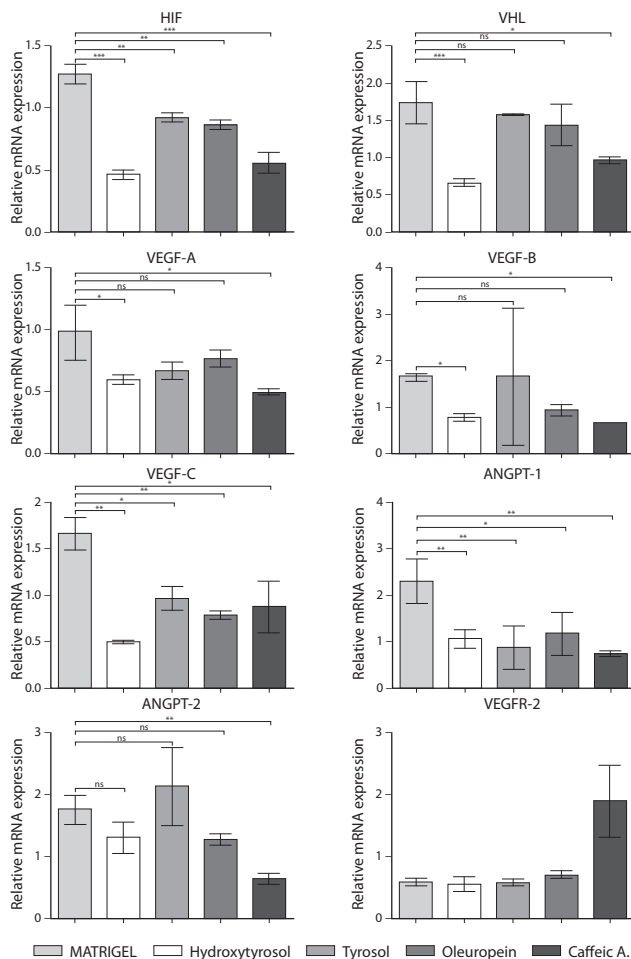 HIF
Relative mRNA expression
1.5
1.0
0.5
0.0
***
**
**
***
VHL
Relative mRNA expression
2.5
2.0
1.5
1.0
0.5
0.0
*
ns
ns
***
VEGF-A
Relative mRNA expression
1.5
1.0
0.5
0.0
*
ns
ns
*
VEGF-B
Relative mRNA expression
4
3
2
1
0
*
ns
ns
*
VEGF-C
Relative mRNA expression
2
1.5
1.0
0.5
0.0
*
**
*
**
ANGPT-1
Relative mRNA expression
4
3
2
1
0
**
*
**
**
ANGPT-2
Relative mRNA expression
3
2
1
0
**
ns
ns
ns
VEGFR-2
Relative mRNA expression
3
2
1
0
MATRIGEL Hydroxytyrosol Tyrosol Oleuropein Caffeic A.